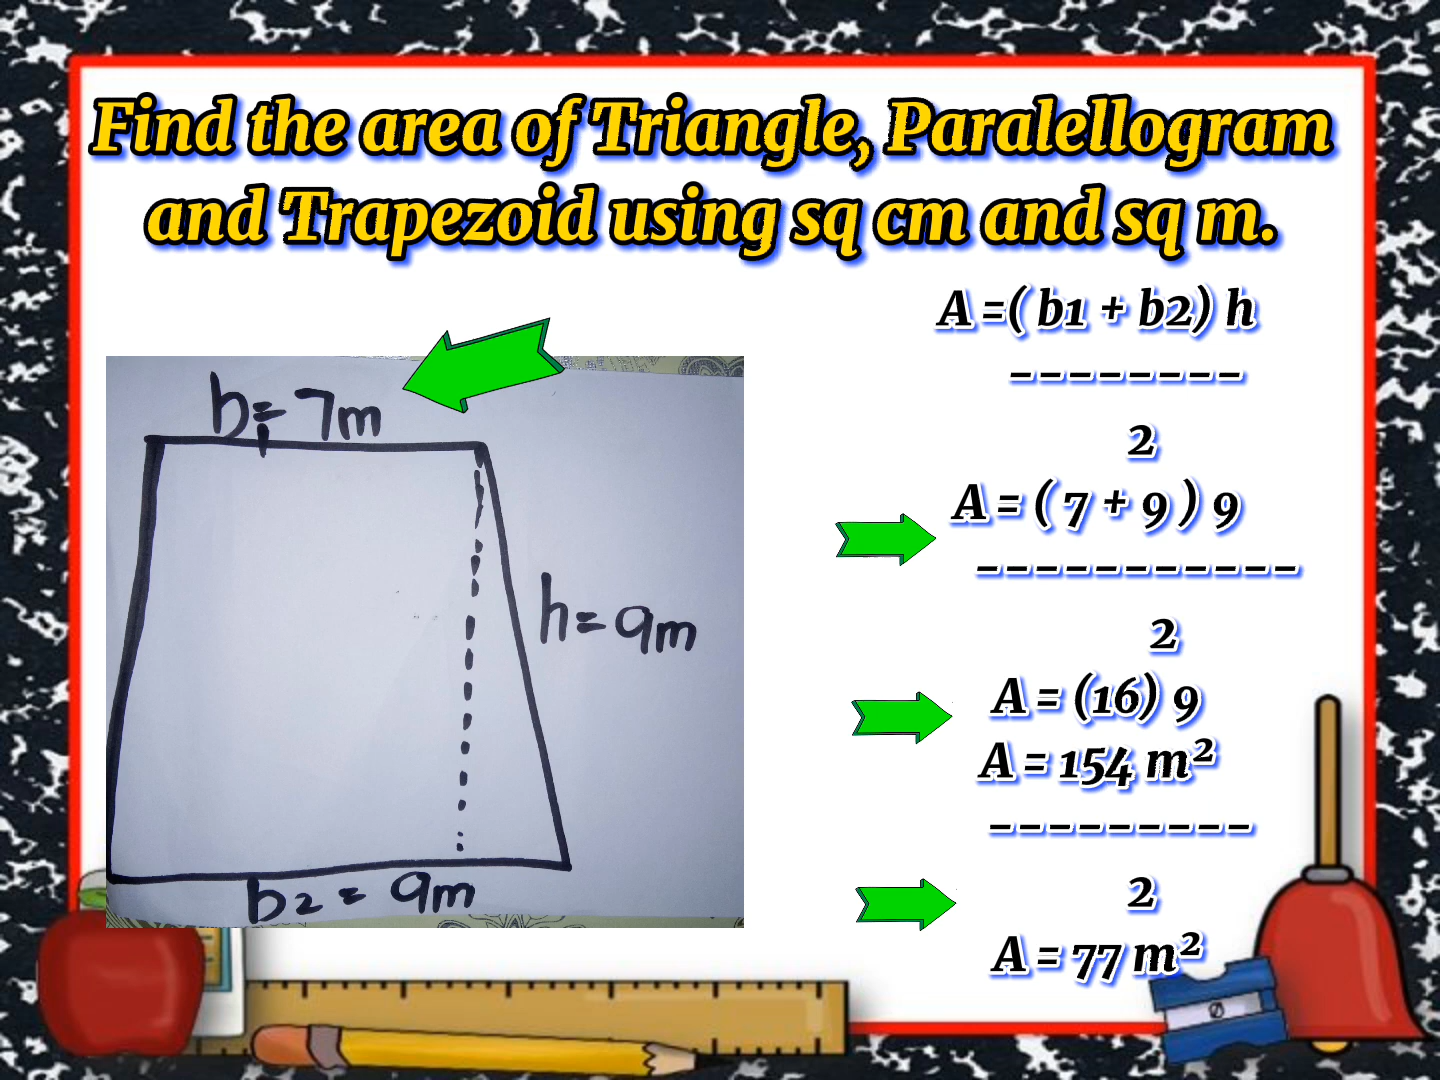 Find the area of Triangle, Paralellogram
and Trapezoid using sq cm and sq m.
b1 = 7m
h = 9m
b2 = 9m
A =( b1 + b2) h
--------
2
A = ( 7 + 9 ) 9
-----------
2
A = (16) 9
A = 154 m²
---------
2
A = 77 m²